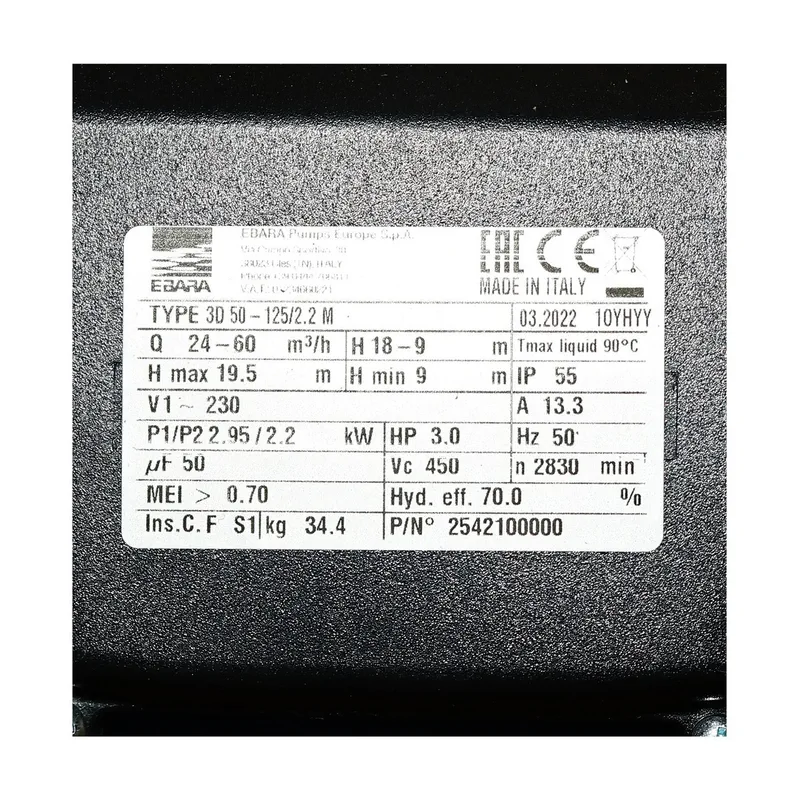 EBARA Pumps Europe S.p.A.
ITALY
EBARA
EAC CE
MADE IN ITALY
TYPE 3D 50-125/2.2 M 03.2022 10YHYY
Q 24-60 m³/h H 18-9 m Tmax liquid 90°C
H max 19.5 m H min 9 m IP 55
V1~ 230 A 13.3
P1/P2 2.95/2.2 kW HP 3.0 Hz 50
µF 50 Vc 450 n 2830 min
MEI > 0.70 Hyd. eff. 70.0 %
Ins.C. F S1 kg 34.4 P/N° 2542100000